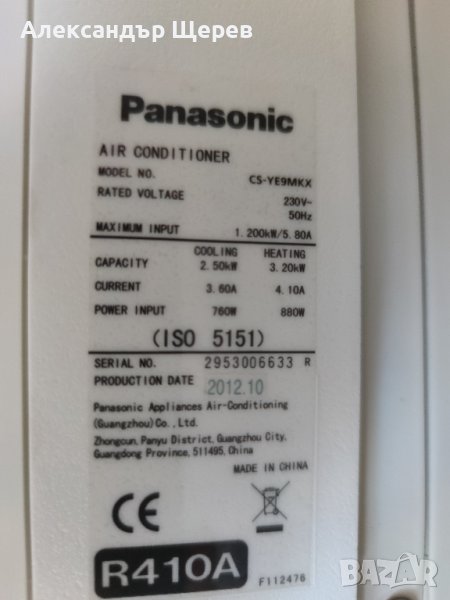 Александър Щерев
Panasonic
AIR CONDITIONER
MODEL NO. CS-YE9MKX
RATED VOLTAGE 230V~
50Hz
MAXIMUM INPUT 1.200kW/5.80A
COOLING HEATING
CAPACITY 2.50kW 3.20kW
CURRENT 3.60A 4.10A
POWER INPUT 760W 880W
(ISO 5151)
SERIAL NO. 2953006633 R
PRODUCTION DATE 2012.10
Panasonic Appliances Air-Conditioning
(Guangzhou)Co.,Ltd.
Zhongcun, Panyu District, Guangzhou City,
Guangdong Province, 511495, China
MADE IN CHINA
CE
R410A
F112476
BAZAR